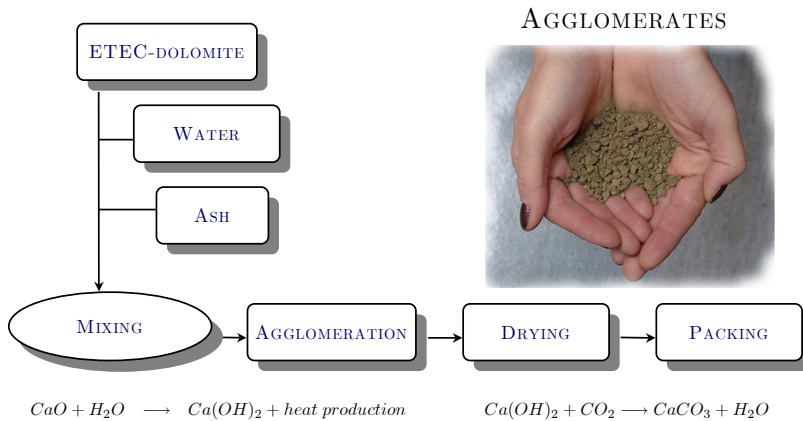 AGGLOMERATES
ETEC-DOLOMITE
WATER
ASH
MIXING
AGGLOMERATION
DRYING
PACKING
CaO + H₂O ⟶ Ca(OH)₂ + heat production
Ca(OH)₂ + CO₂ ⟶ CaCO₃ + H₂O